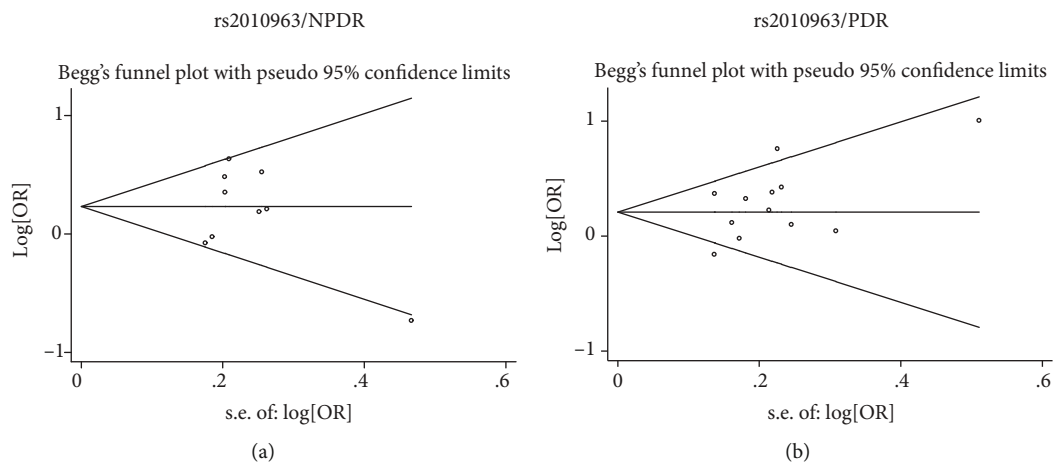 rs2010963/NPDR
Begg's funnel plot with pseudo 95% confidence limits
1
0
−1
Log[OR]
0
.2
.4
.6
s.e. of: log[OR]
(a)
rs2010963/PDR
Begg's funnel plot with pseudo 95% confidence limits
1
0
−1
Log[OR]
0
.2
.4
.6
s.e. of: log[OR]
(b)